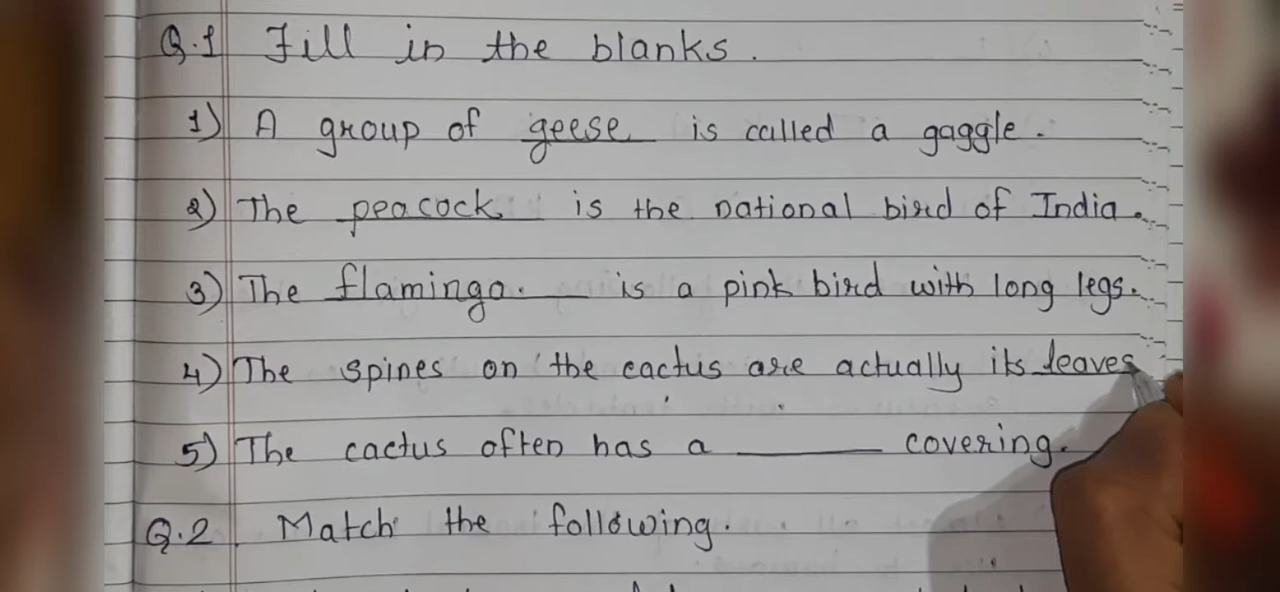 Q.1 Fill in the blanks.
1) A group of geese is called a gaggle.
2) The peacock is the national bird of India.
3) The flamingo. is a pink bird with long legs.
4) The spines on the cactus are actually its leaves
5) The cactus often has a ______ covering.
Q.2. Match the following.